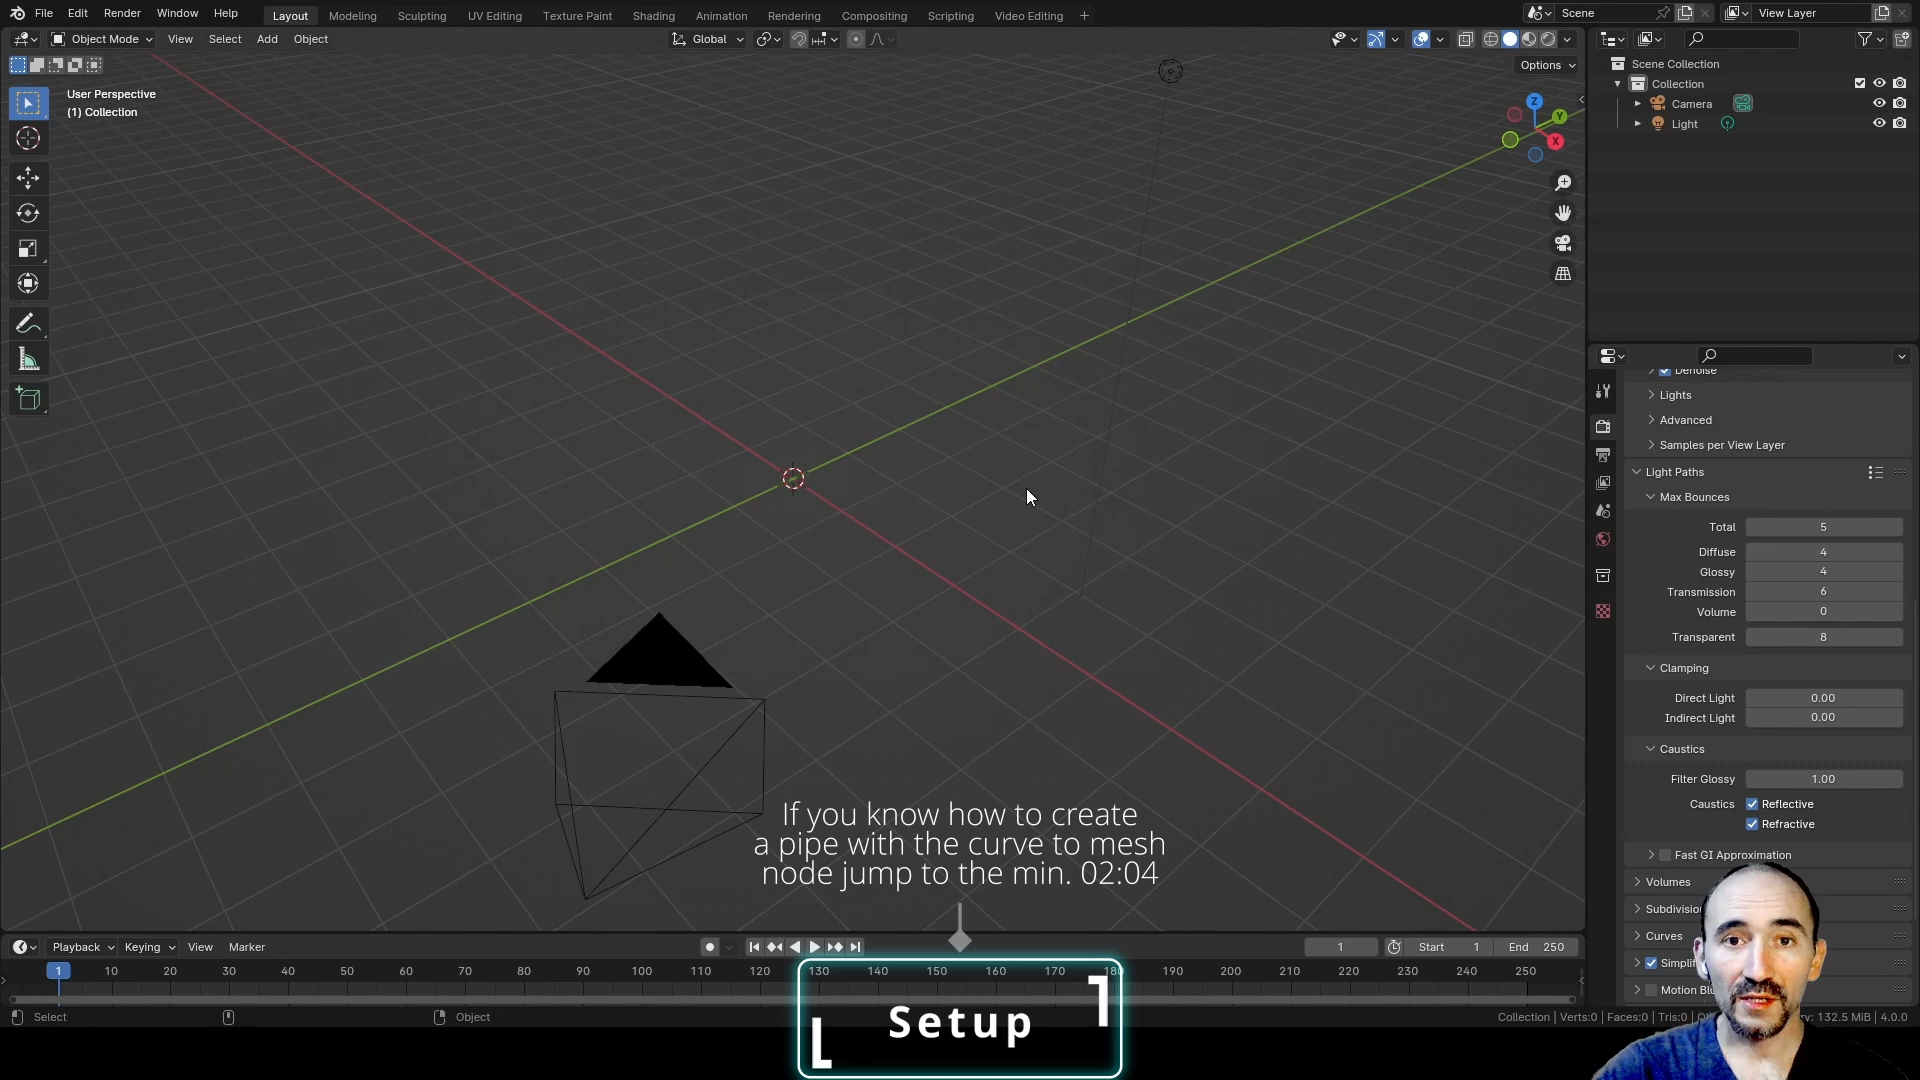 File Edit Render Window Help Layout Modeling Sculpting UV Editing Texture Paint Shading Animation Rendering Compositing Scripting Video Editing + Scene View Layer
Object Mode View Select Add Object Global
Options
User Perspective
(1) Collection
Z
Y
X
Scene Collection
Collection
Camera
Light
Denoise
Lights
Advanced
Samples per View Layer
Light Paths
Max Bounces
Total 5
Diffuse 4
Glossy 4
Transmission 6
Volume 0
Transparent 8
Clamping
Direct Light 0.00
Indirect Light 0.00
Caustics
Filter Glossy 1.00
Caustics Reflective
Refractive
Fast GI Approximation
Volumes
Curves
If you know how to create
a pipe with the curve to mesh
node jump to the min. 02:04
Playback Keying View Marker 1 Start 1 End 250
1 10 20 30 40 50 60 70 80 90 100 110 120 130 140 150 160 170 180 190 200 210 220 230 240 250
Setup
Select Object Collection | Verts:0 | Faces:0 | Tris:0 | 132.5 MiB | 4.0.0